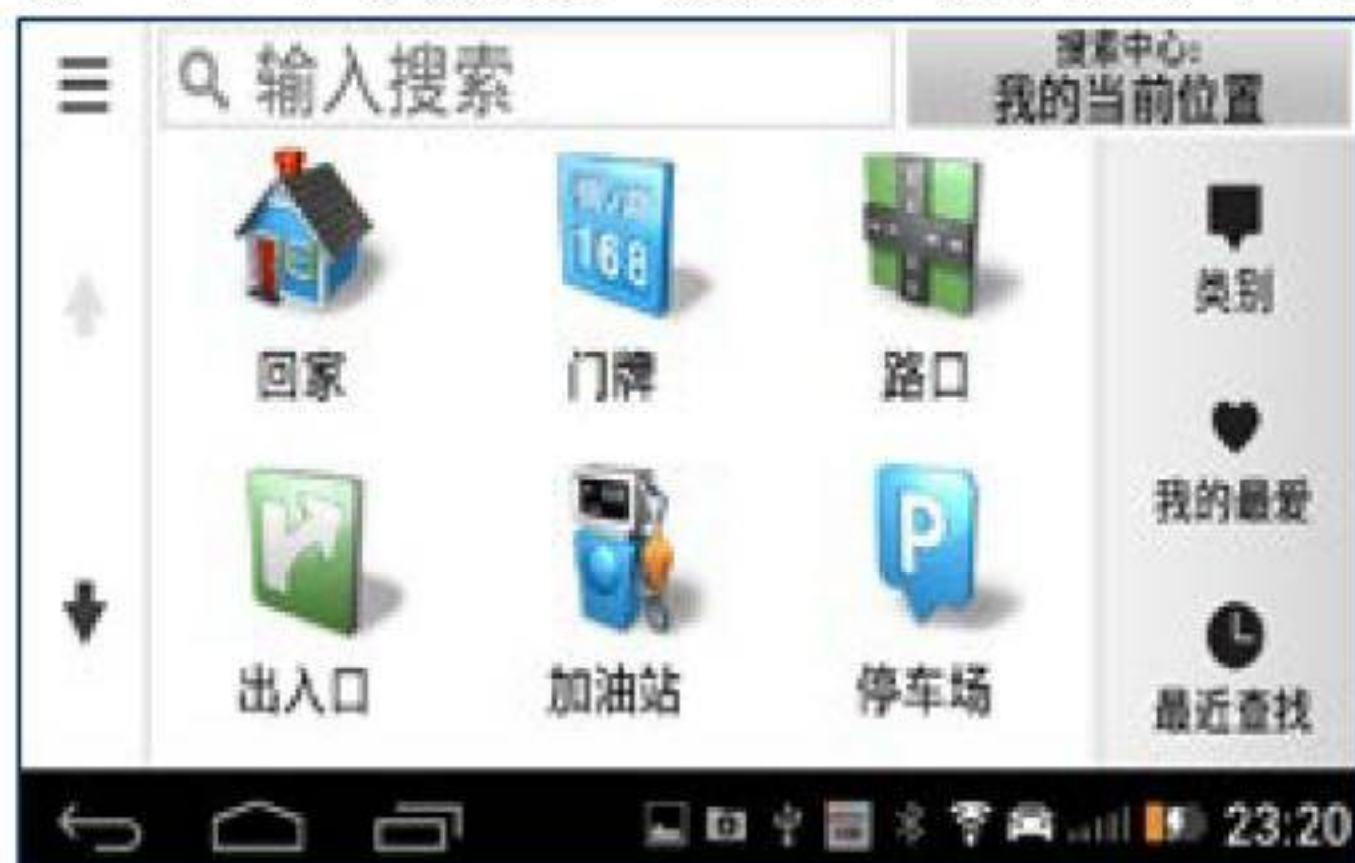 输入搜索
搜索中心:
我的当前位置
168
回家
门牌
路口
类别
我的最爱
出入口
加油站
停车场
P
最近查找
23:20